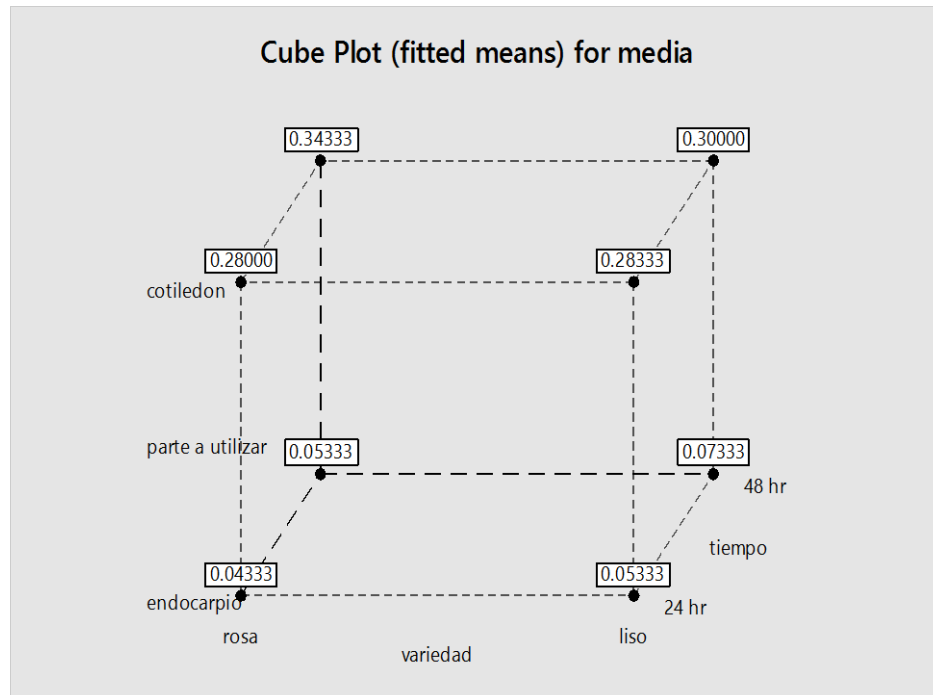 Cube Plot (fitted means) for media
0.34333
0.30000
0.28000
0.28333
cotiledon
parte a utilizar
0.05333
0.07333
48 hr
tiempo
0.04333
0.05333
endocarpio
24 hr
rosa
liso
variedad